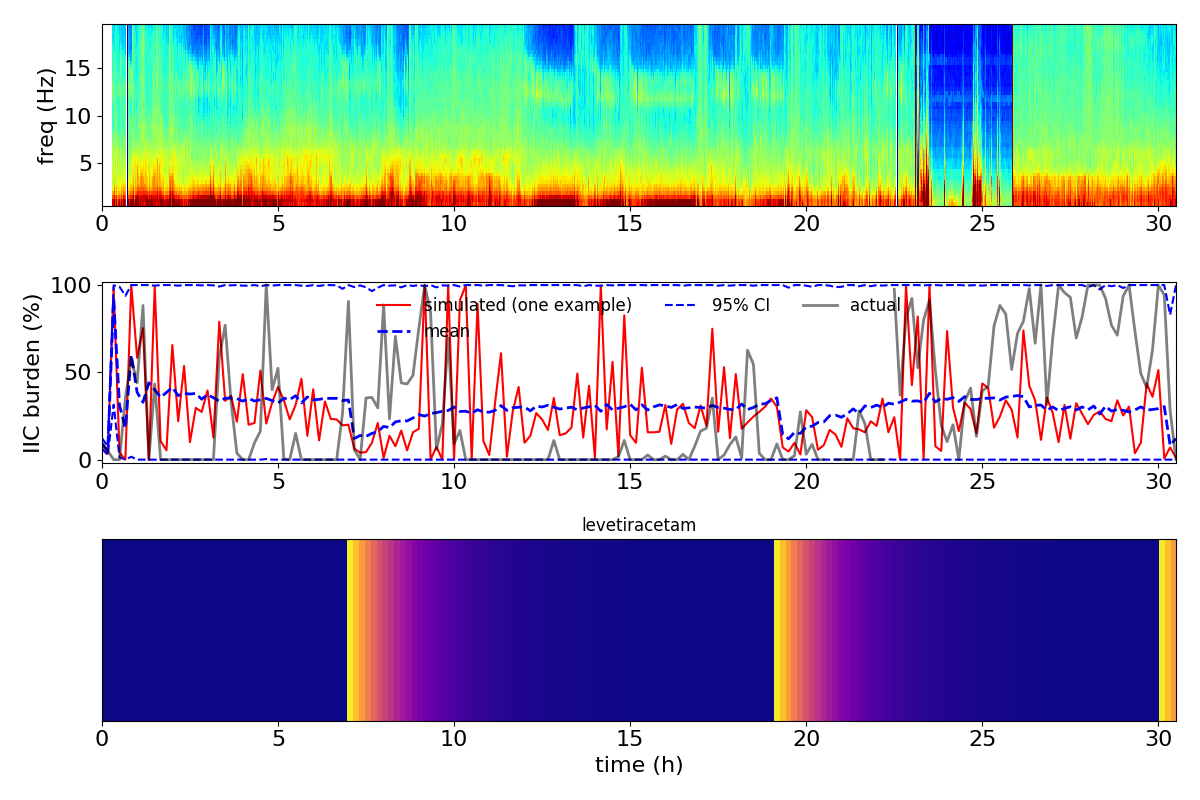 freq (Hz)
15
10
5
0 5 10 15 20 25 30
IIC burden (%)
100
50
0
simulated (one example) 95% CI actual
mean
0 5 10 15 20 25 30
levetiracetam
0 5 10 15 20 25 30
time (h)